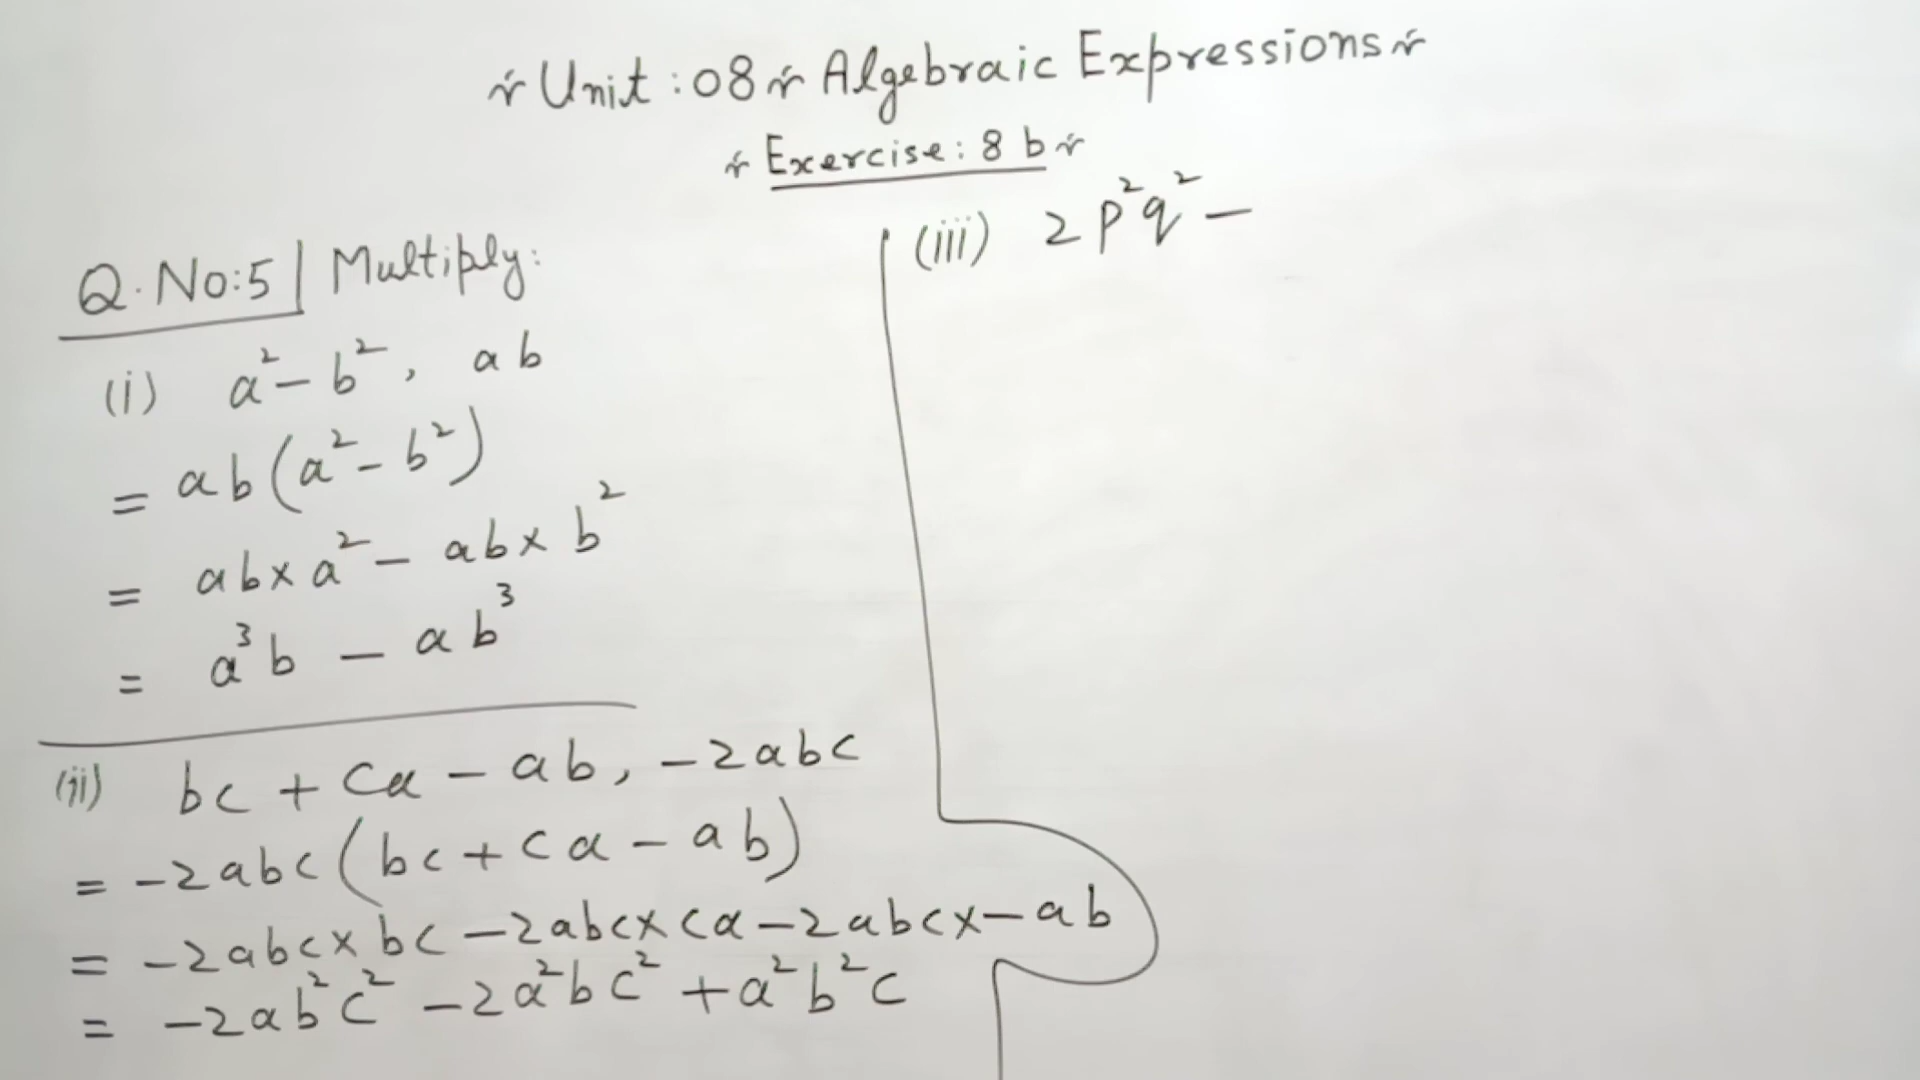 Unit : 08 Algebraic Expressions
Exercise: 8 b
Q. No:5 | Multiply:
(i) a² - b², ab
= ab(a² - b²)
= ab×a² - ab×b²
= a³b - ab³
(ii) bc + ca - ab, -2abc
= -2abc(bc + ca - ab)
= -2abc×bc -2abc×ca -2abc×-ab
= -2ab²c² -2a²bc² +a²b²c
(iii) 2p²q² -